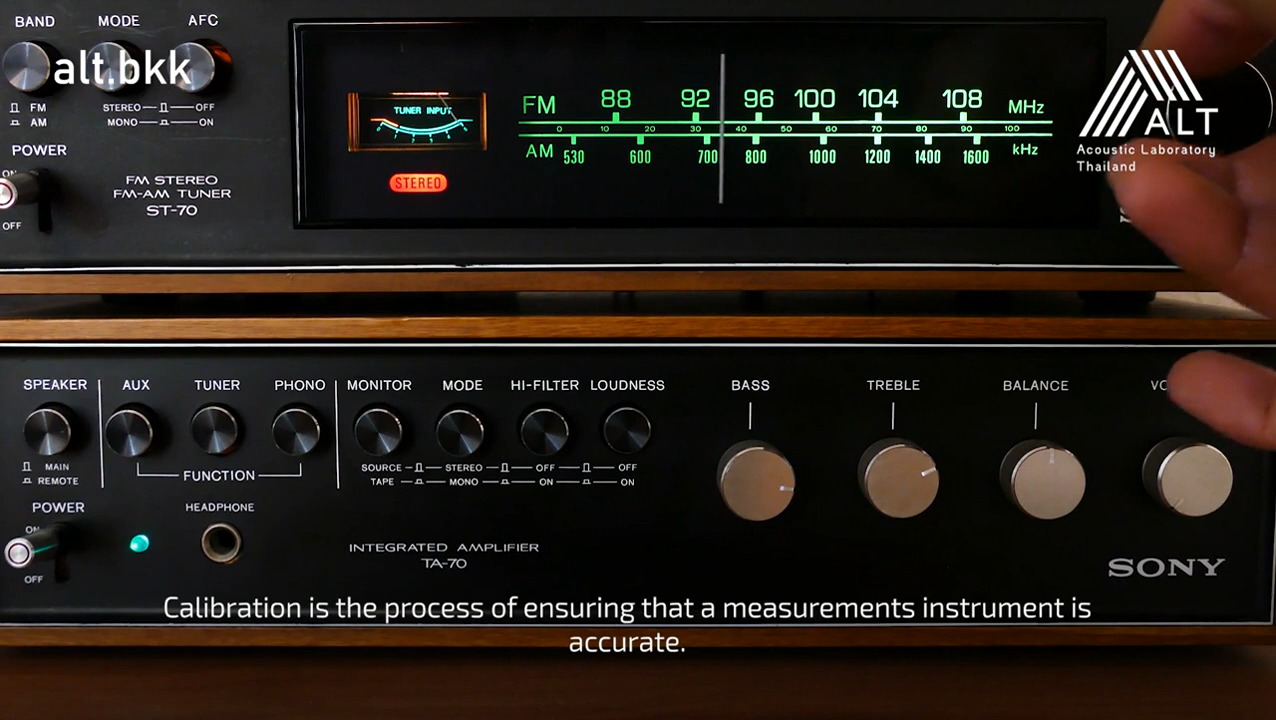 BAND MODE AFC
alt.bkk
FM STEREO OFF
AM MONO ON
POWER
ON
OFF
FM STEREO
FM-AM TUNER
ST-70
TUNER INPUT
STEREO
FM 88 92 96 100 104 108 MHz
0 10 20 30 40 50 60 70 80 90 100
AM 530 600 700 800 1000 1200 1400 1600 kHz
ALT
Acoustic Laboratory
Thailand
SPEAKER AUX TUNER PHONO MONITOR MODE HI-FILTER LOUDNESS BASS TREBLE BALANCE
MAIN
REMOTE
FUNCTION
SOURCE STEREO OFF OFF
TAPE MONO ON ON
POWER
ON
OFF
HEADPHONE
INTEGRATED AMPLIFIER
TA-70
SONY
Calibration is the process of ensuring that a measurements instrument is
accurate.